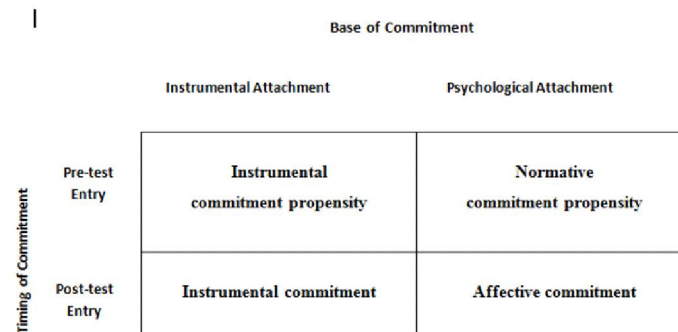 Base of Commitment
Instrumental Attachment Psychological Attachment
Pre-test
Entry
Instrumental
commitment propensity
Normative
commitment propensity
Timing of Commitment
Post-test
Entry
Instrumental commitment
Affective commitment